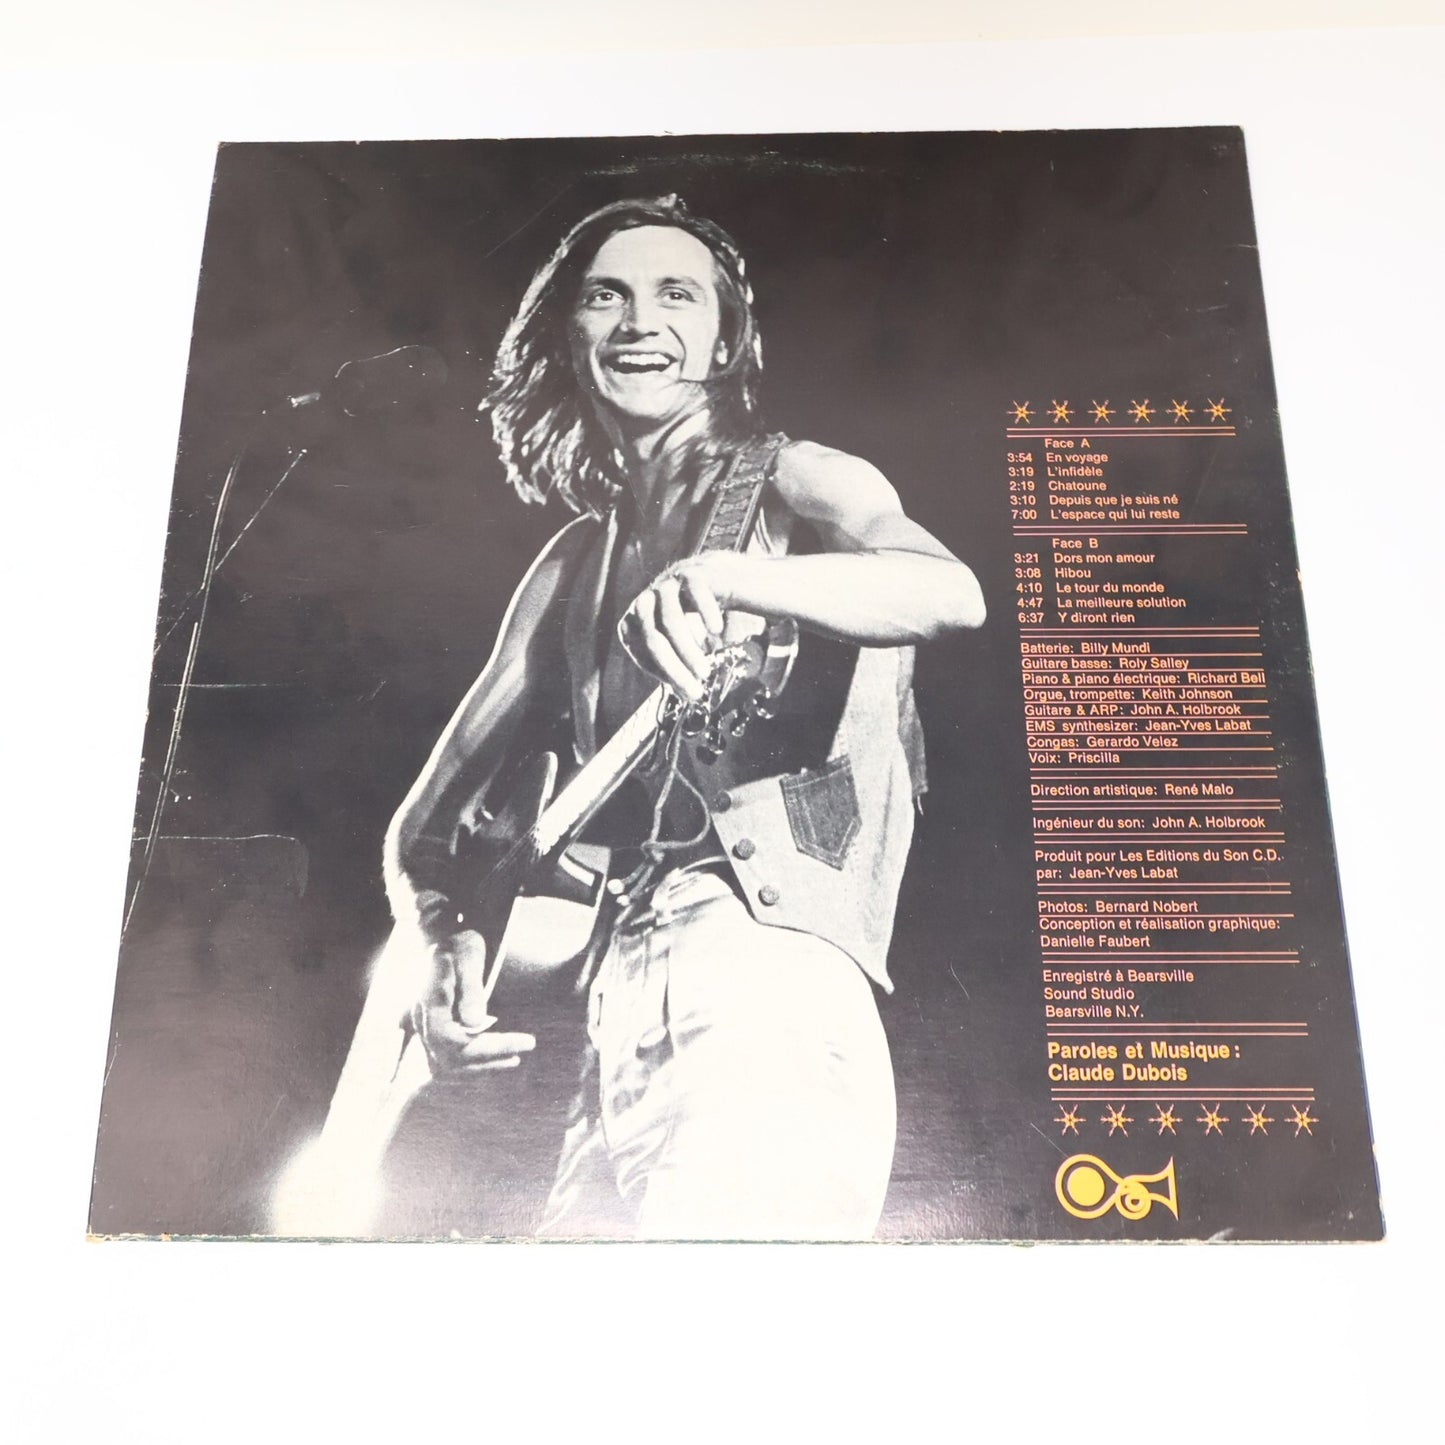 Face A
3:54 En voyage
3:19 L'infidèle
2:19 Chatoune
3:10 Depuis que je suis né
7:00 L'espace qui lui reste
Face B
3:21 Dors mon amour
3:08 Hibou
4:10 Le tour du monde
4:47 La meilleure solution
6:37 Y diront rien
Batterie: Billy Mundi
Guitare basse: Roly Salley
Piano & piano électrique: Richard Bell
Orgue, trompette: Keith Johnson
Guitare & ARP: John A. Holbrook
EMS synthesizer: Jean-Yves Labat
Congas: Gerardo Velez
Voix: Priscilla
Direction artistique: René Malo
Ingénieur du son: John A. Holbrook
Produit pour Les Editions du Son C.D.
par: Jean-Yves Labat
Photos: Bernard Nobert
Conception et réalisation graphique:
Danielle Faubert
Enregistré à Bearsville
Sound Studio
Bearsville N.Y.
Paroles et Musique :
Claude Dubois